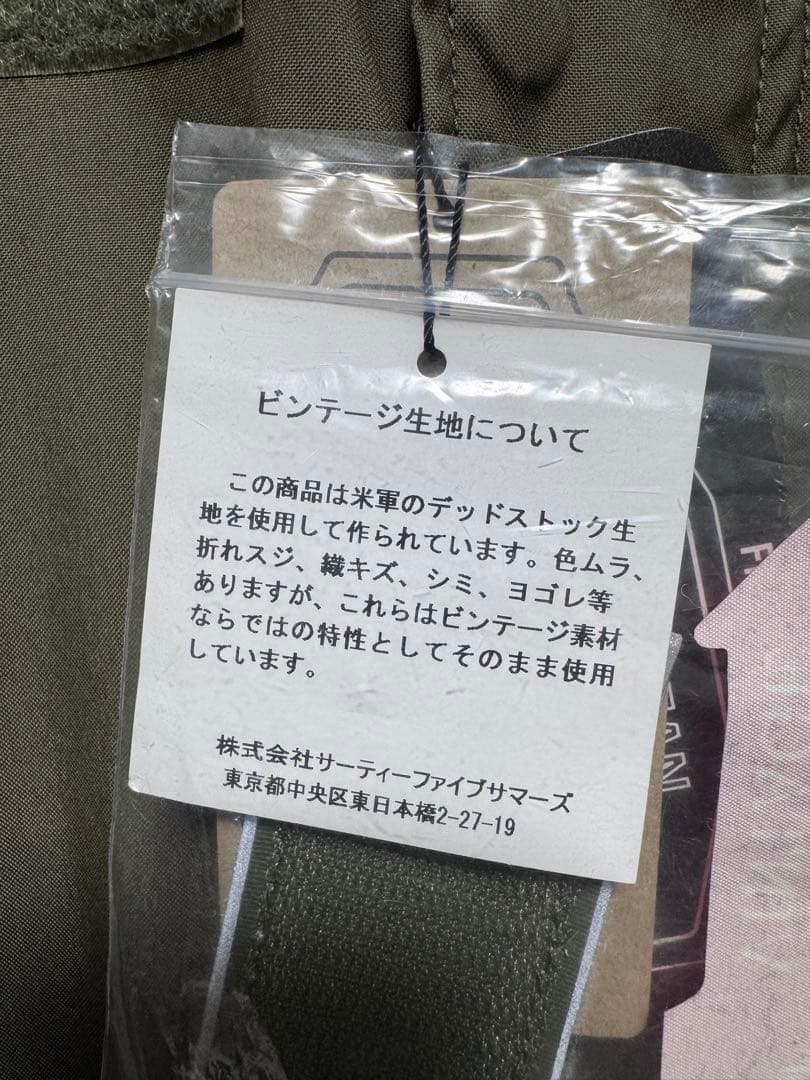 ビンテージ生地について
この商品は米軍のデッドストック生
地を使用して作られています。色ムラ、
折れスジ、織キズ、シミ、ヨゴレ等
ありますが、これらはビンテージ素材
ならではの特性としてそのまま使用
しています。
株式会社サーティーファイブサマーズ
東京都中央区東日本橋2-27-19